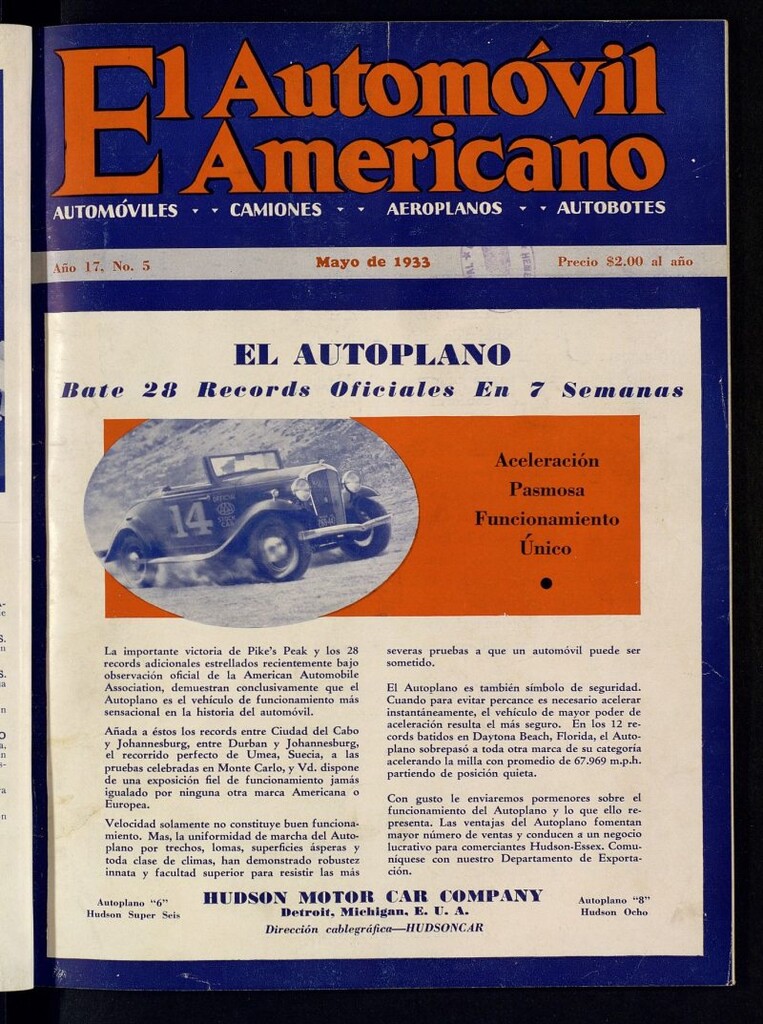 El Automóvil
Americano
AUTOMÓVILES - - CAMIONES - - AEROPLANOS - - AUTOBOTES
Año 17, No. 5
Mayo de 1933
Precio $2.00 al año
EL AUTOPLANO
Bate 28 Records Oficiales En 7 Semanas
14
Aceleración
Pasmosa
Funcionamiento
Único
La importante victoria de Pike's Peak y los 28
records adicionales estrellados recientemente bajo
observación oficial de la American Automobile
Association, demuestran conclusivamente que el
Autoplano es el vehículo de funcionamiento más
sensacional en la historia del automóvil.
Añada a éstos los records entre Ciudad del Cabo
y Johannesburg, entre Durban y Johannesburg,
el recorrido perfecto de Umea, Suecia, a las
pruebas celebradas en Monte Carlo, y Vd. dispone
de una exposición fiel de funcionamiento jamás
igualado por ninguna otra marca Americana o
Europea.
Velocidad solamente no constituye buen funciona-
miento. Mas, la uniformidad de marcha del Auto-
plano por trechos, lomas, superficies ásperas y
toda clase de climas, han demostrado robustez
innata y facultad superior para resistir las más
severas pruebas a que un automóvil puede ser
sometido.
El Autoplano es también símbolo de seguridad.
Cuando para evitar percance es necesario acelerar
instantáneamente, el vehículo de mayor poder de
aceleración resulta el más seguro. En los 12 re-
cords batidos en Daytona Beach, Florida, el Auto-
plano sobrepasó a toda otra marca de su categoría
acelerando la milla con promedio de 67.969 m.p.h.
partiendo de posición quieta.
Con gusto le enviaremos pormenores sobre el
funcionamiento del Autoplano y lo que ello re-
presenta. Las ventajas del Autoplano fomentan
mayor número de ventas y conducen a un negocio
lucrativo para comerciantes Hudson-Essex. Comu-
níquese con nuestro Departamento de Exporta-
ción.
Autoplano "6"
Hudson Super Seis
HUDSON MOTOR CAR COMPANY
Detroit, Michigan, E. U. A.
Dirección cablegráfica—HUDSONCAR
Autoplano "8"
Hudson Ocho